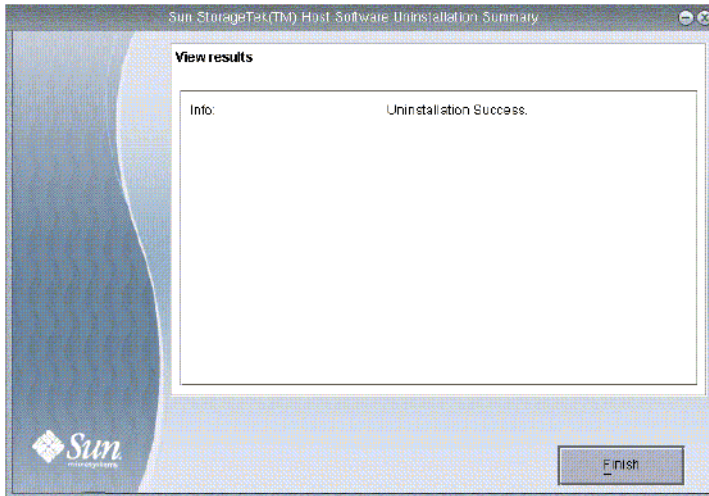 Sun StorageTek(TM) Host Software Uninstallation Summary
View results
Info: Uninstallation Success.
Sun
microsystems
Finish